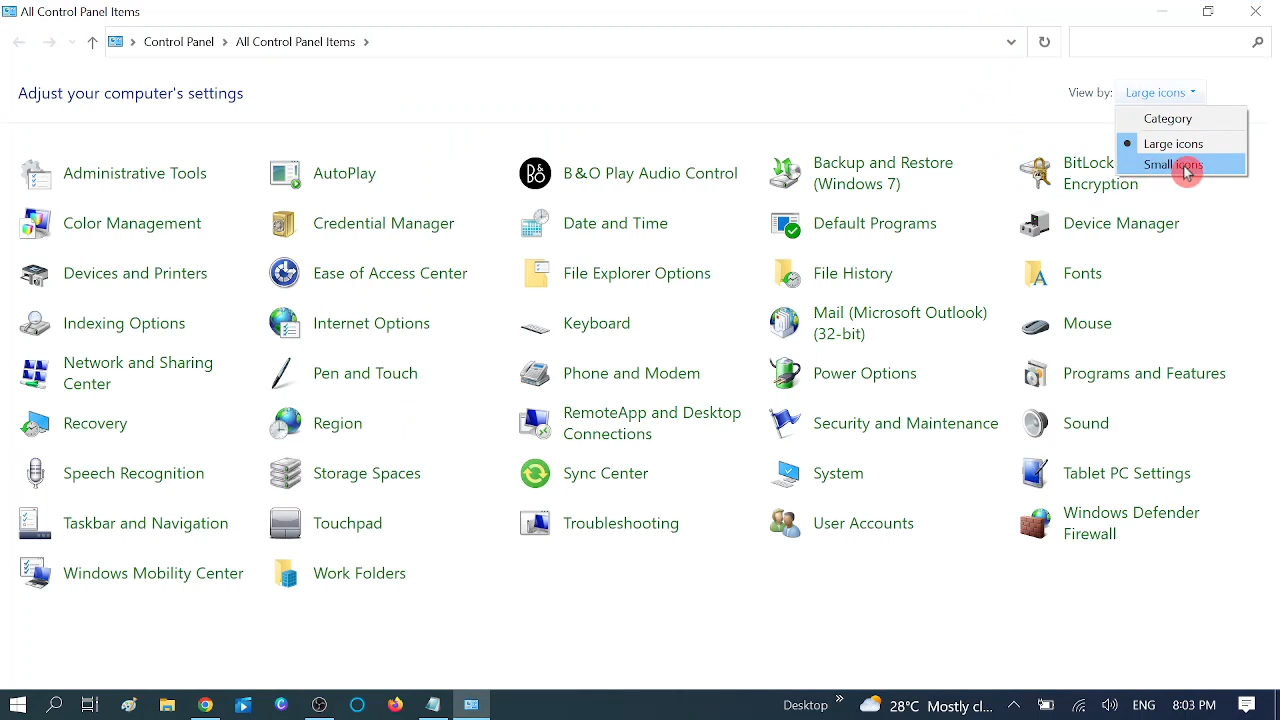 All Control Panel Items
Control Panel > All Control Panel Items >
Adjust your computer's settings
View by: Large icons
Category
Large icons
Small icons
Administrative Tools
AutoPlay
B&O
B&O Play Audio Control
Backup and Restore
(Windows 7)
BitLock
Encryption
Color Management
Credential Manager
Date and Time
Default Programs
Device Manager
Devices and Printers
Ease of Access Center
File Explorer Options
File History
Fonts
Indexing Options
Internet Options
Keyboard
Mail (Microsoft Outlook)
(32-bit)
Mouse
Network and Sharing
Center
Pen and Touch
Phone and Modem
Power Options
Programs and Features
Recovery
Region
RemoteApp and Desktop
Connections
Security and Maintenance
Sound
Speech Recognition
Storage Spaces
Sync Center
System
Tablet PC Settings
Taskbar and Navigation
Touchpad
Troubleshooting
User Accounts
Windows Defender
Firewall
Windows Mobility Center
Work Folders
Desktop » 28°C Mostly cl... ENG 8:03 PM